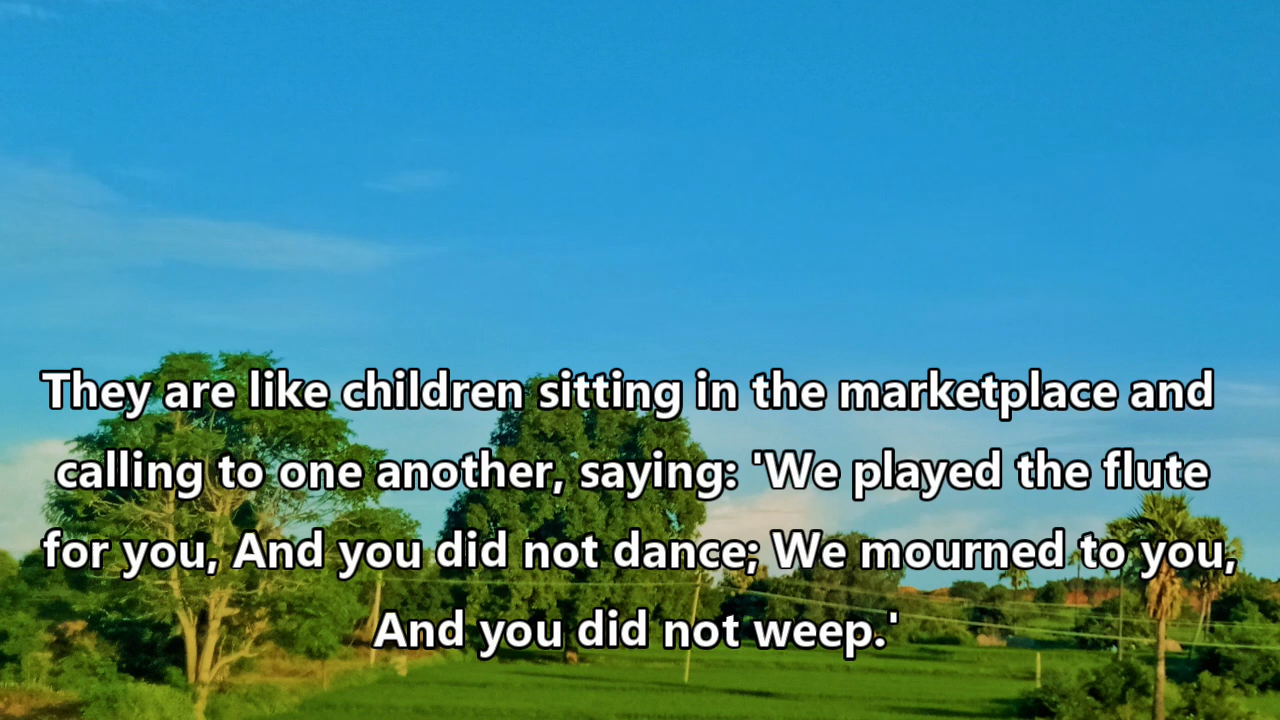 They are like children sitting in the marketplace and
calling to one another, saying: 'We played the flute
for you, And you did not dance; We mourned to you,
And you did not weep.'